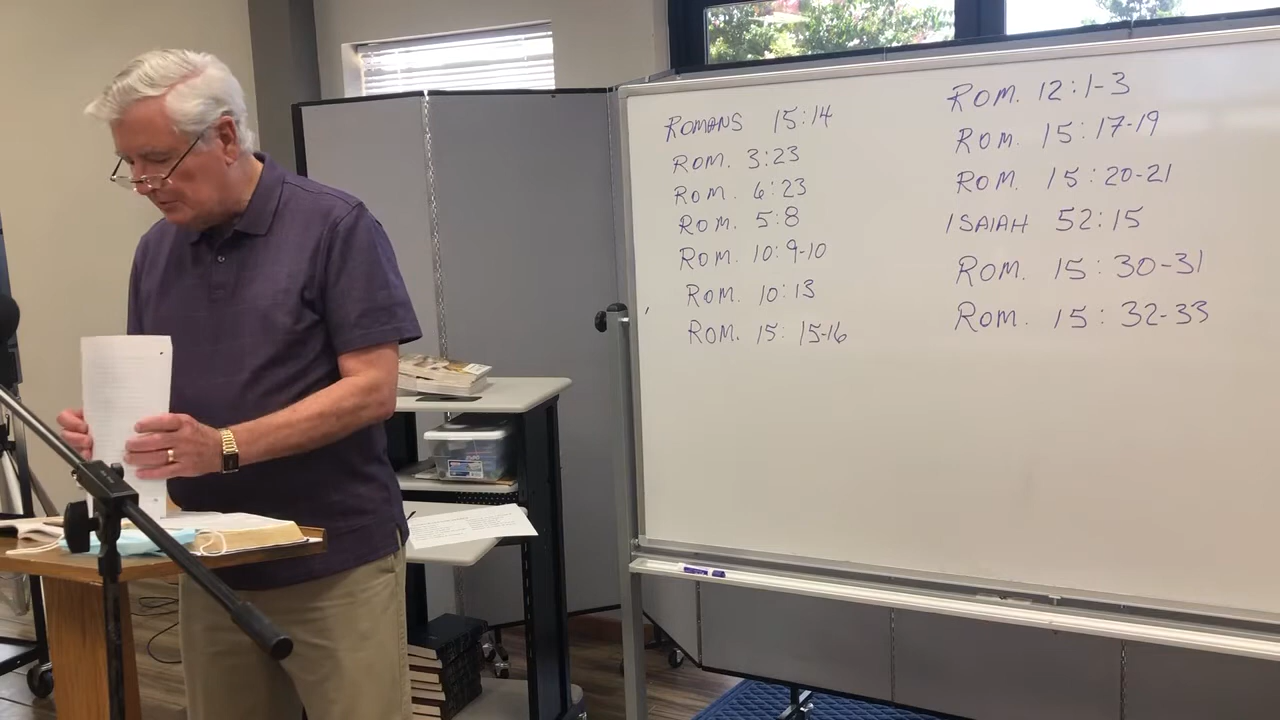 ROMANS 15:14
ROM. 3:23
ROM. 6:23
ROM. 5:8
ROM. 10:9-10
ROM. 10:13
ROM. 15:15-16
ROM. 12:1-3
ROM. 15:17-19
ROM. 15:20-21
ISAIAH 52:15
ROM. 15:30-31
ROM. 15:32-33